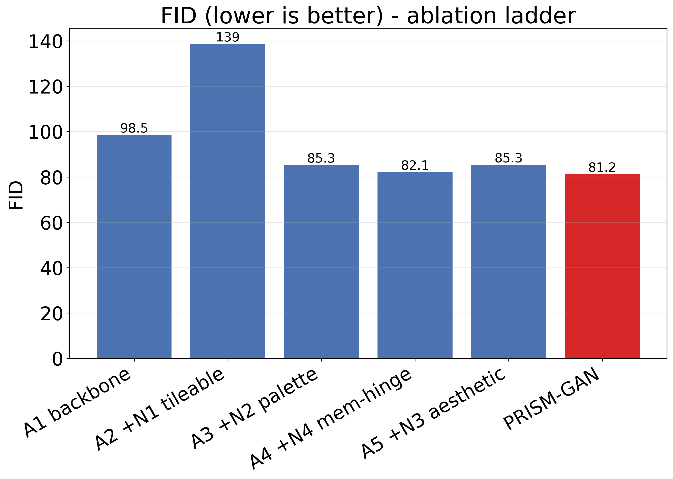 FID (lower is better) - ablation ladder
FID
140
120
100
80
60
40
20
0
98.5
139
85.3
82.1
85.3
81.2
A1 backbone
A2 +N1 tileable
A3 +N2 palette
A4 +N4 mem-hinge
A5 +N3 aesthetic
PRISM-GAN